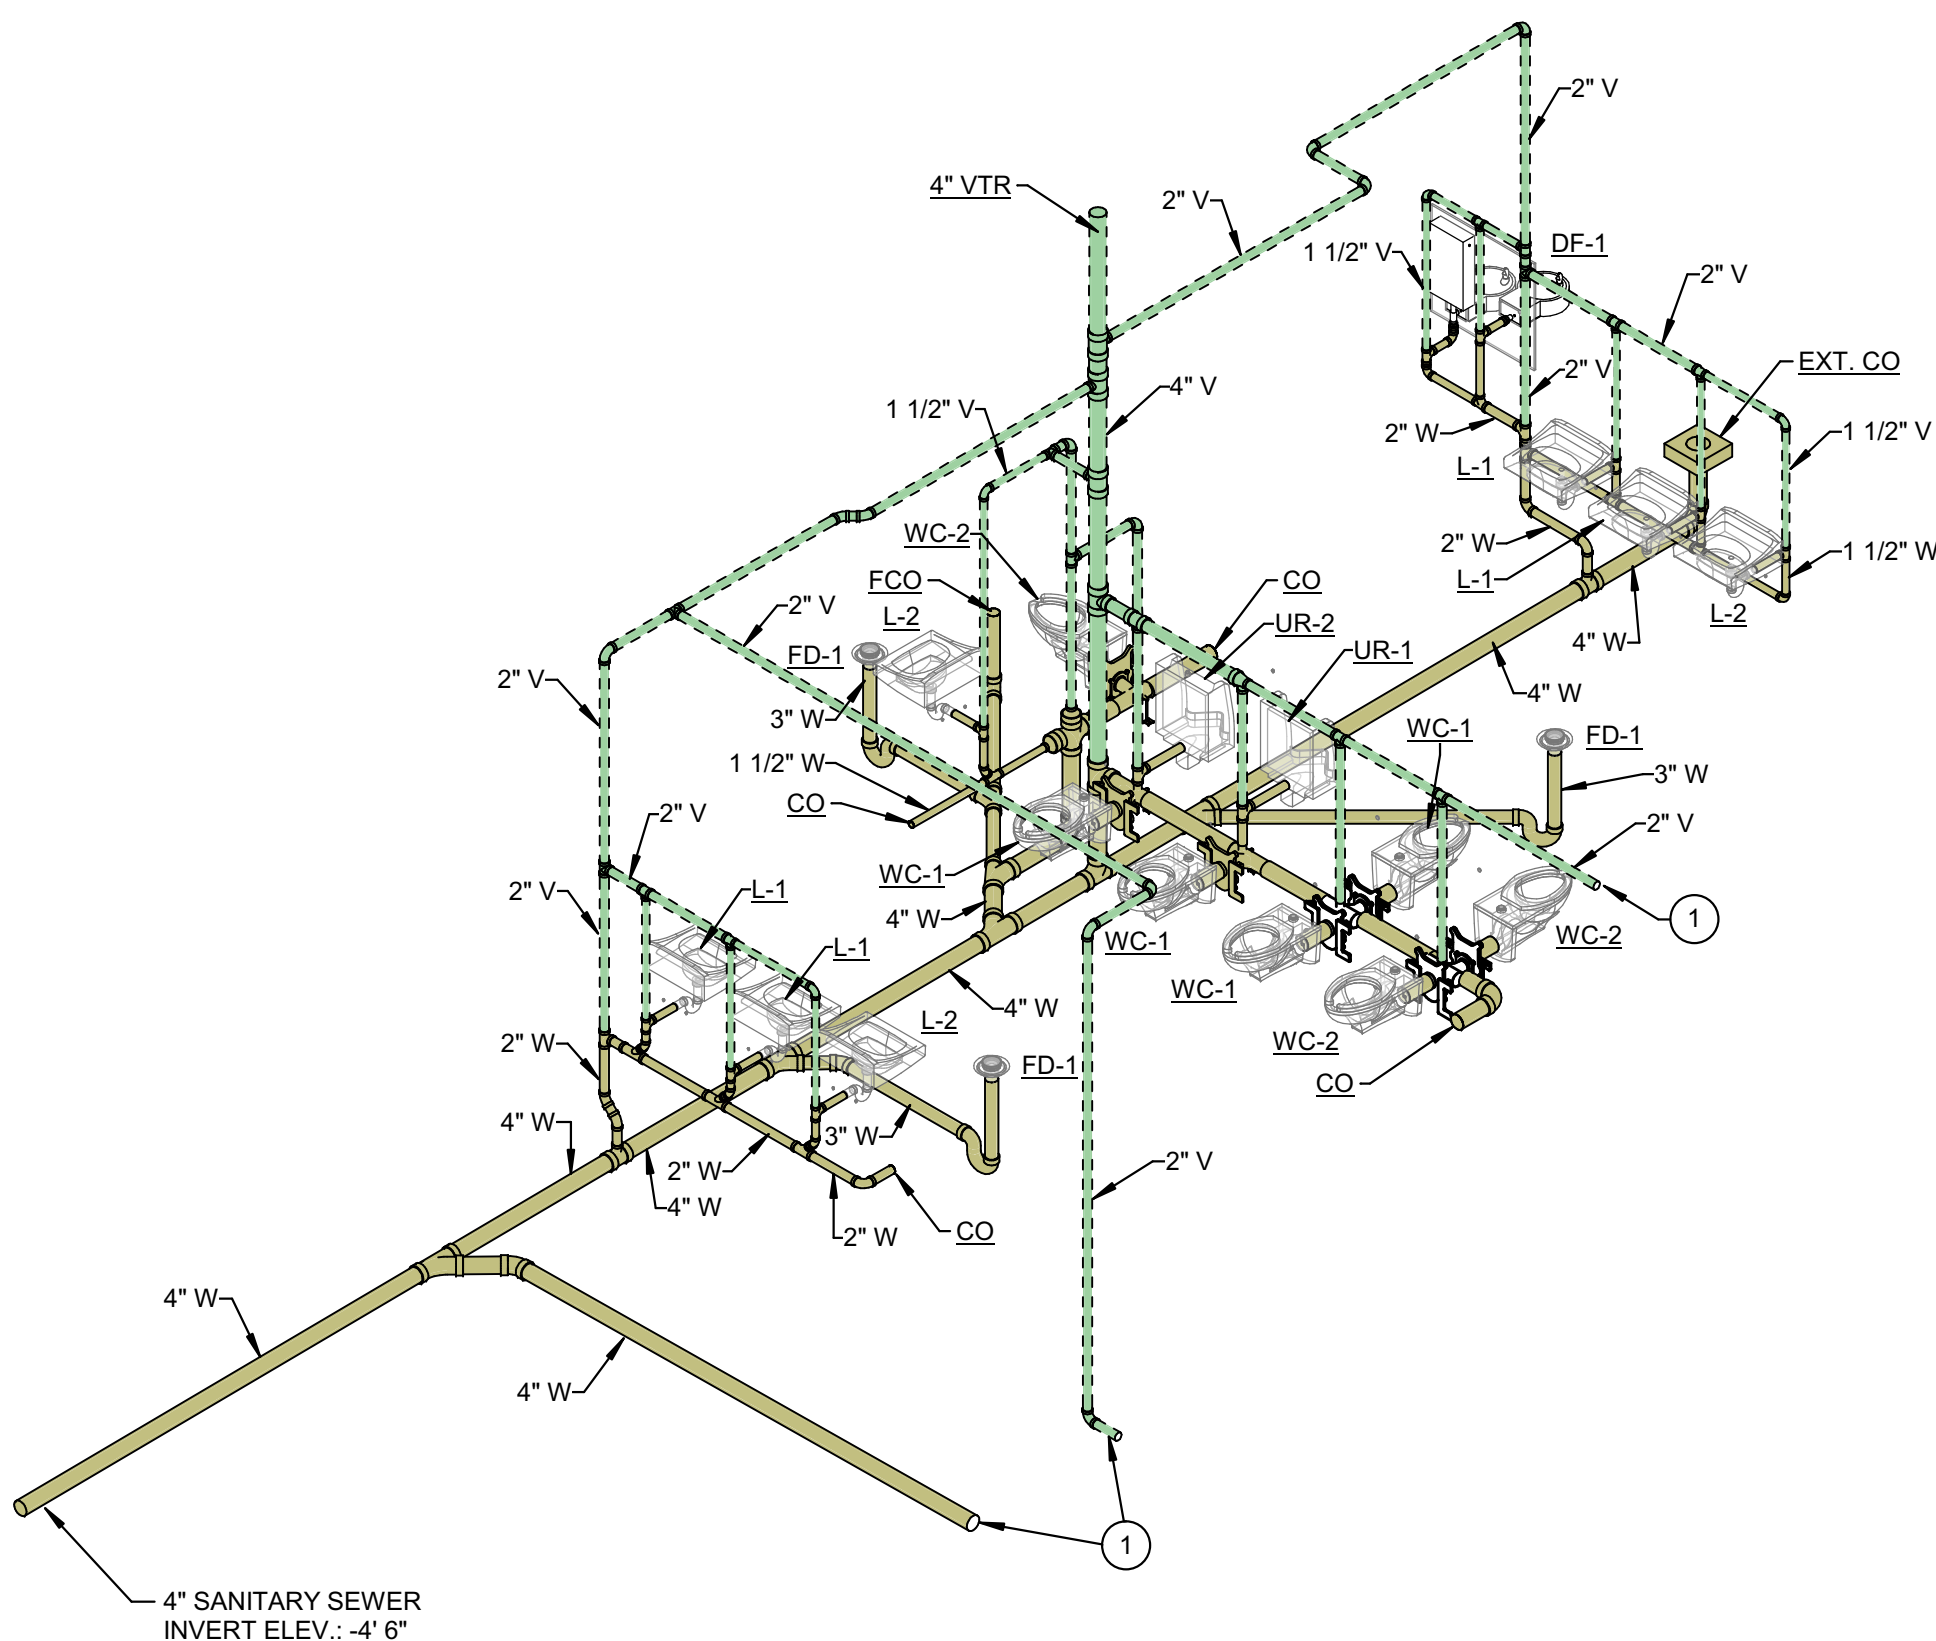 2" V
4" VTR
2" V
DF-1
1 1/2" V
2" V
EXT. CO
2" V
4" V
1 1/2" V
2" W
1 1/2" V
L-1
WC-2
2" W
1 1/2" W
FCO
CO
L-1
2" V
L-2
UR-2
L-2
FD-1
UR-1
4" W
2" V
4" W
3" W
WC-1
FD-1
1 1/2" W
3" W
CO
2" V
2" V
WC-1
L-1
2" V
4" W
1
L-1
WC-1
WC-2
WC-1
4" W
L-2
WC-2
2" W
FD-1
CO
4" W
3" W
2" W
2" V
4" W
2" W
CO
4" W
4" W
1
4" SANITARY SEWER
INVERT ELEV.: -4' 6"